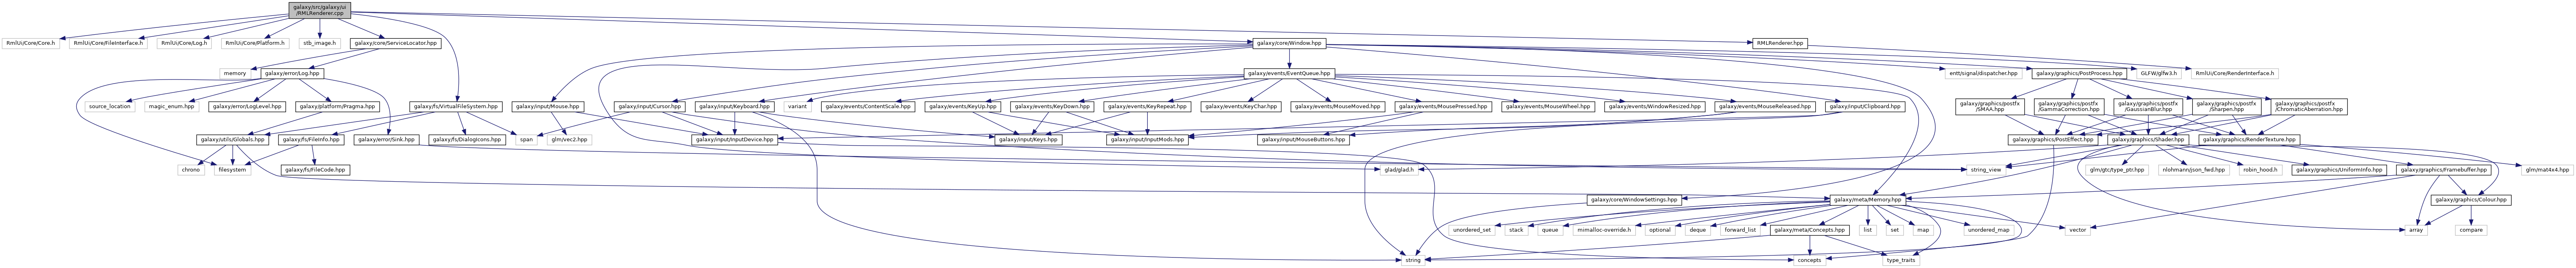 galaxy/src/galaxy/ui
/RMLRenderer.cpp
RmlUi/Core/Core.h
RmlUi/Core/FileInterface.h
RmlUi/Core/Log.h
RmlUi/Core/Platform.h
stb_image.h
galaxy/core/ServiceLocator.hpp
galaxy/core/Window.hpp
RMLRenderer.hpp
memory
galaxy/error/Log.hpp
galaxy/events/EventQueue.hpp
entt/signal/dispatcher.hpp
galaxy/graphics/PostProcess.hpp
GLFW/glfw3.h
RmlUi/Core/RenderInterface.h
source_location
magic_enum.hpp
galaxy/error/LogLevel.hpp
galaxy/platform/Pragma.hpp
galaxy/fs/VirtualFileSystem.hpp
galaxy/input/Mouse.hpp
galaxy/input/Cursor.hpp
galaxy/input/Keyboard.hpp
variant
galaxy/events/ContentScale.hpp
galaxy/events/KeyUp.hpp
galaxy/events/KeyDown.hpp
galaxy/events/KeyRepeat.hpp
galaxy/events/KeyChar.hpp
galaxy/events/MouseMoved.hpp
galaxy/events/MousePressed.hpp
galaxy/events/MouseWheel.hpp
galaxy/events/WindowResized.hpp
galaxy/events/MouseReleased.hpp
galaxy/input/Clipboard.hpp
galaxy/graphics/postfx
/SMAA.hpp
galaxy/graphics/postfx
/GammaCorrection.hpp
galaxy/graphics/postfx
/GaussianBlur.hpp
galaxy/graphics/postfx
/Sharpen.hpp
galaxy/graphics/postfx
/ChromaticAberration.hpp
galaxy/utils/Globals.hpp
galaxy/fs/FileInfo.hpp
galaxy/error/Sink.hpp
galaxy/fs/DialogIcons.hpp
span
glm/vec2.hpp
galaxy/input/InputDevice.hpp
galaxy/input/Keys.hpp
galaxy/input/InputMods.hpp
galaxy/input/MouseButtons.hpp
galaxy/graphics/PostEffect.hpp
galaxy/graphics/Shader.hpp
galaxy/graphics/RenderTexture.hpp
chrono
filesystem
galaxy/fs/FileCode.hpp
glad/glad.h
string_view
glm/gtc/type_ptr.hpp
nlohmann/json_fwd.hpp
robin_hood.h
galaxy/graphics/UniformInfo.hpp
galaxy/graphics/Framebuffer.hpp
glm/mat4x4.hpp
galaxy/core/WindowSettings.hpp
galaxy/meta/Memory.hpp
galaxy/graphics/Colour.hpp
unordered_set
stack
queue
mimalloc-override.h
optional
deque
forward_list
galaxy/meta/Concepts.hpp
list
set
map
unordered_map
vector
array
compare
string
concepts
type_traits